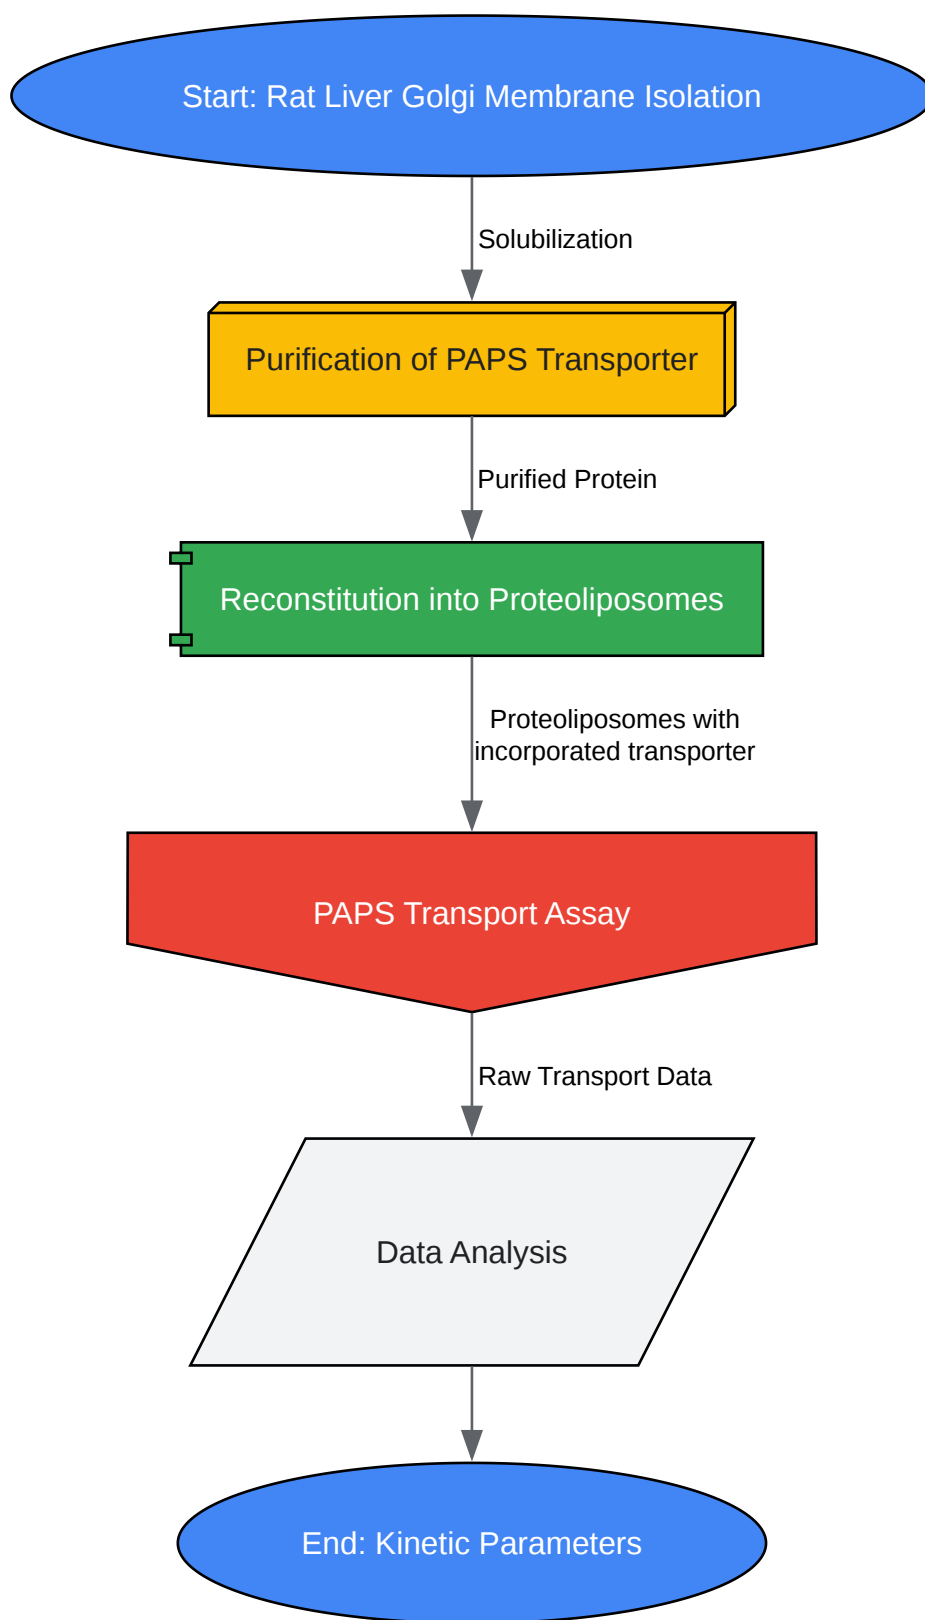 Start: Rat Liver Golgi Membrane Isolation
Solubilization
Purification of PAPS Transporter
Purified Protein
Reconstitution into Proteoliposomes
Proteoliposomes with
incorporated transporter
PAPS Transport Assay
Raw Transport Data
Data Analysis
End: Kinetic Parameters